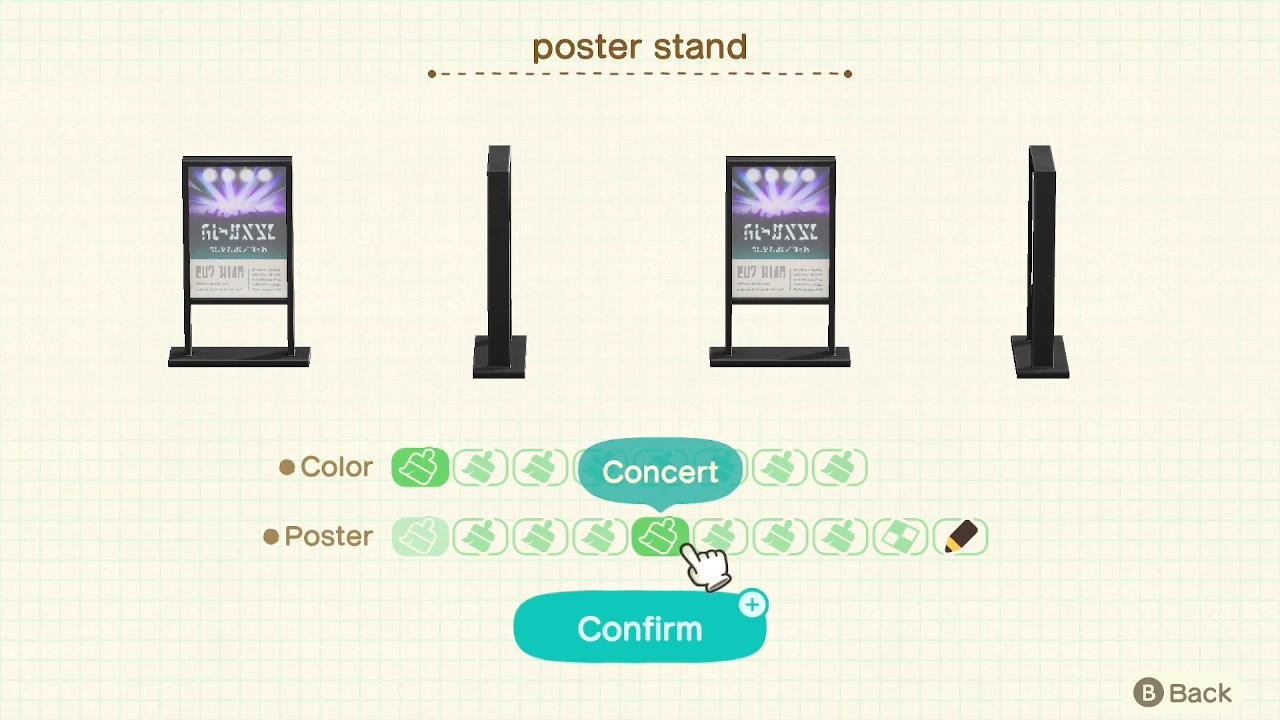 poster stand
Color
Concert
Poster
Confirm
B Back